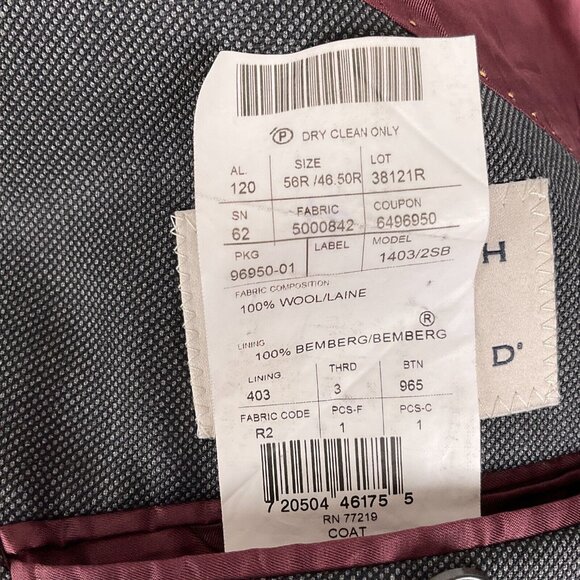 Ⓟ DRY CLEAN ONLY
AL. SIZE LOT
120 56R /46.50R 38121R
SN FABRIC COUPON
62 5000842 6496950
PKG LABEL MODEL
96950-01 1403/2SB
FABRIC COMPOSITION
100% WOOL/LAINE
H
LINING
100% BEMBERG/BEMBERG ®
D®
LINING THRD BTN
403 3 965
FABRIC CODE PCS-F PCS-C
R2 1 1
7 20504 46175 5
RN 77219
COAT